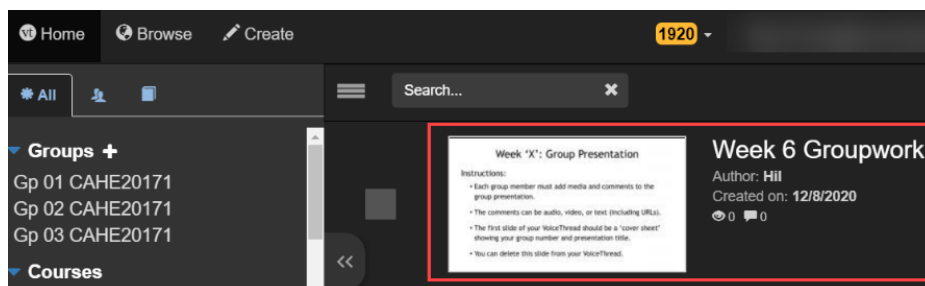 vt Home Browse Create 1920
All
Search...
Groups +
Gp 01 CAHE20171
Gp 02 CAHE20171
Gp 03 CAHE20171
Courses
Week 'X': Group Presentation
Instructions:
• Each group member must add media and comments to the
group presentation.
• The comments can be audio, video, or text (including URLs).
• The first slide of your VoiceThread should be a 'cover sheet'
showing your group number and presentation title.
• You can delete this slide from your VoiceThread.
Week 6 Groupwork
Author: Hil
Created on: 12/8/2020
0 0